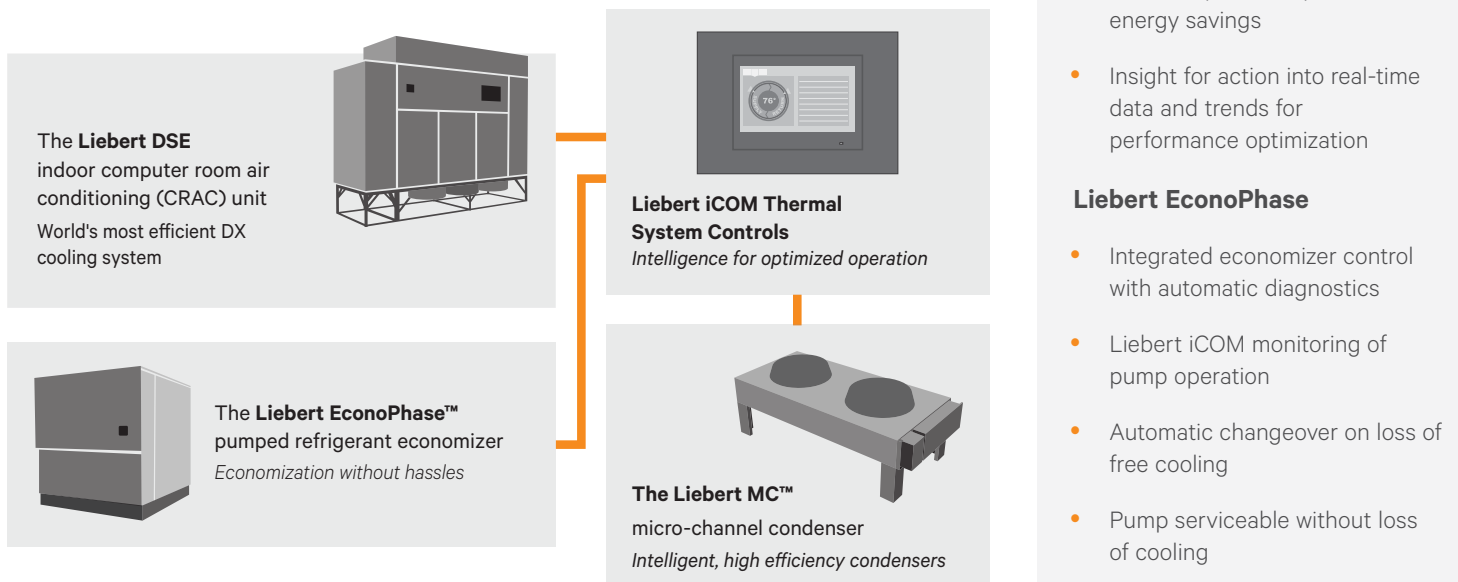 The Liebert DSE
indoor computer room air
conditioning (CRAC) unit
World's most efficient DX
cooling system
76°
Liebert iCOM Thermal
System Controls
Intelligence for optimized operation
The Liebert EconoPhase™
pumped refrigerant economizer
Economization without hassles
The Liebert MC™
micro-channel condenser
Intelligent, high efficiency condensers
energy savings
• Insight for action into real-time
data and trends for
performance optimization
Liebert EconoPhase
• Integrated economizer control
with automatic diagnostics
• Liebert iCOM monitoring of
pump operation
• Automatic changeover on loss of
free cooling
• Pump serviceable without loss
of cooling